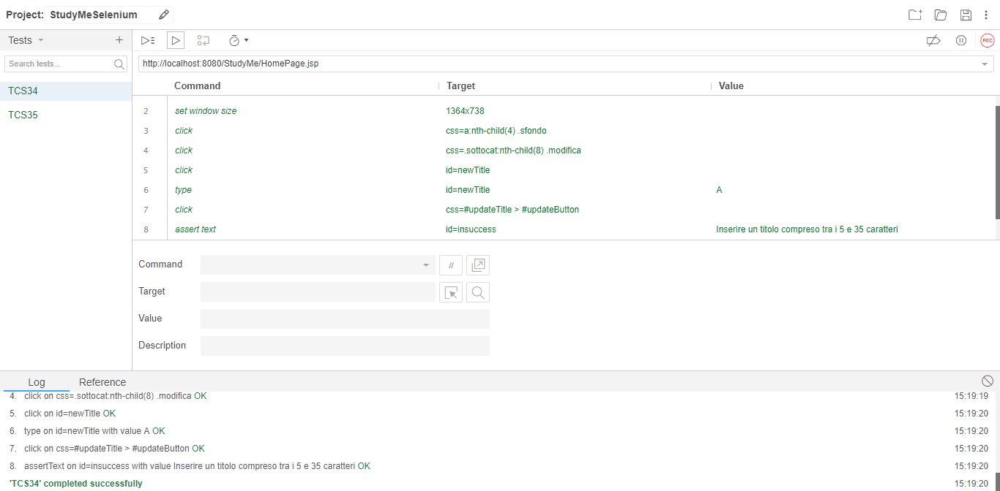 Project: StudyMeSelenium
Tests
Search tests...
TCS34
TCS35
http://localhost:8080/StudyMe/HomePage.jsp
REC
Command Target Value
2 set window size 1364x738
3 click css=a:nth-child(4) .sfondo
4 click css=.sottocat:nth-child(8) .modifica
5 click id=newTitle
6 type id=newTitle A
7 click css=#updateTitle > #updateButton
8 assert text id=insuccess Inserire un titolo compreso tra i 5 e 35 caratteri
Command //
Target
Value
Description
Log Reference
4. click on css=.sottocat:nth-child(8) .modifica OK 15:19:19
5. click on id=newTitle OK 15:19:20
6. type on id=newTitle with value A OK 15:19:20
7. click on css=#updateTitle > #updateButton OK 15:19:20
8. assertText on id=insuccess with value Inserire un titolo compreso tra i 5 e 35 caratteri OK 15:19:20
'TCS34' completed successfully 15:19:20